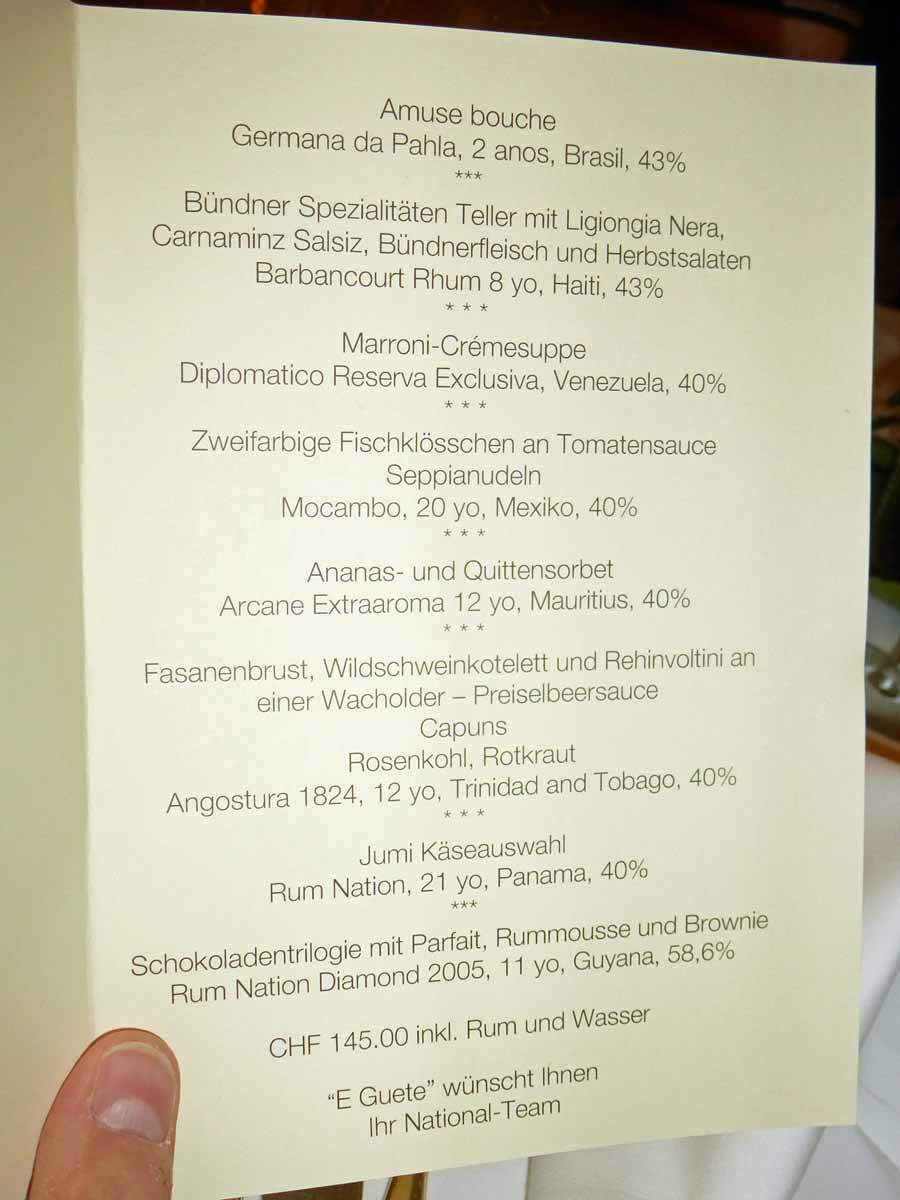 Amuse bouche
Germana da Pahla, 2 anos, Brasil, 43%
***
Bündner Spezialitäten Teller mit Ligiongia Nera,
Carnaminz Salsiz, Bündnerfleisch und Herbstsalaten
Barbancourt Rhum 8 yo, Haiti, 43%
* * *
Marroni-Crémesuppe
Diplomatico Reserva Exclusiva, Venezuela, 40%
* * *
Zweifarbige Fischklösschen an Tomatensauce
Seppianudeln
Mocambo, 20 yo, Mexiko, 40%
* * *
Ananas- und Quittensorbet
Arcane Extraaroma 12 yo, Mauritius, 40%
* * *
Fasanenbrust, Wildschweinkotelett und Rehinvoltini an
einer Wacholder – Preiselbeersauce
Capuns
Rosenkohl, Rotkraut
Angostura 1824, 12 yo, Trinidad and Tobago, 40%
* * *
Jumi Käseauswahl
Rum Nation, 21 yo, Panama, 40%
***
Schokoladentrilogie mit Parfait, Rummousse und Brownie
Rum Nation Diamond 2005, 11 yo, Guyana, 58,6%
CHF 145.00 inkl. Rum und Wasser
“E Guete” wünscht Ihnen
Ihr National-Team